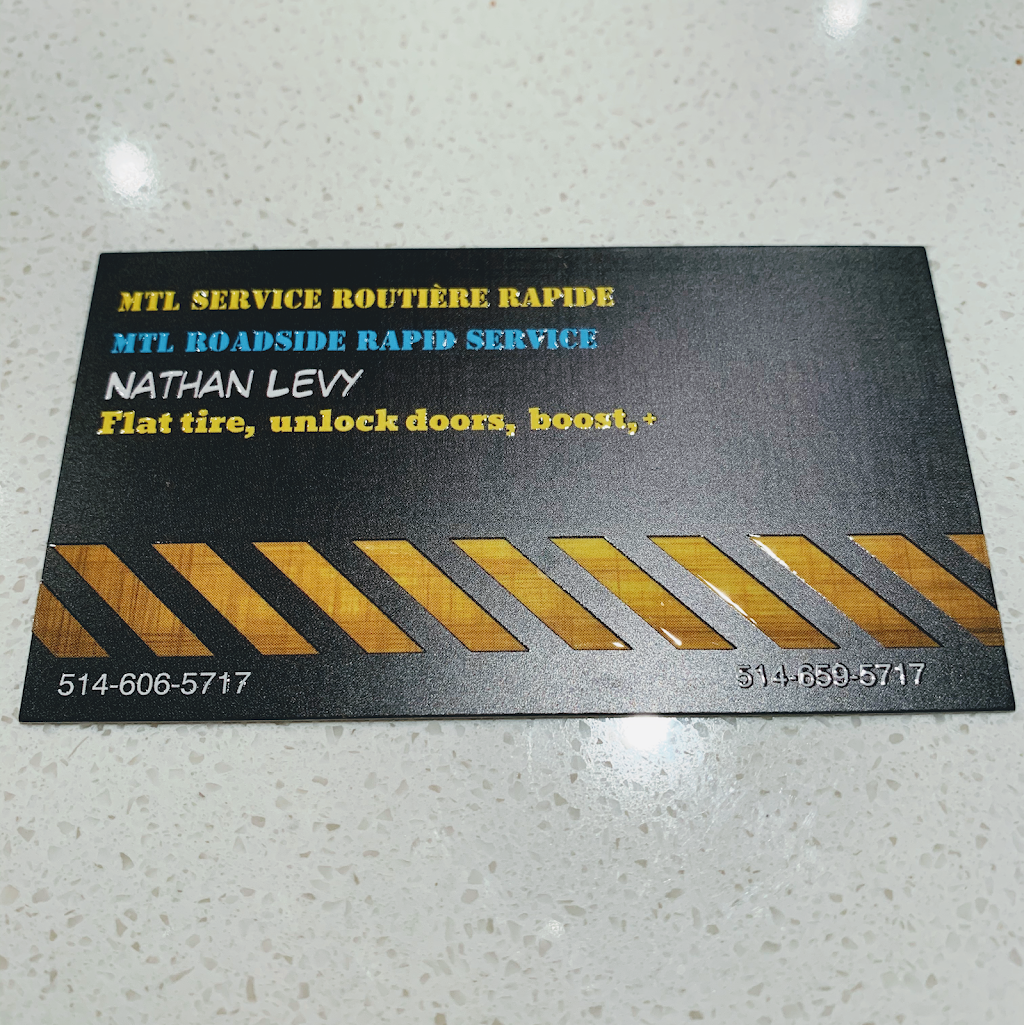 MTL SERVICE ROUTIÈRE RAPIDE
MTL ROADSIDE RAPID SERVICE
NATHAN LEVY
Flat tire, unlock doors, boost,+
514-606-5717 514-659-5717